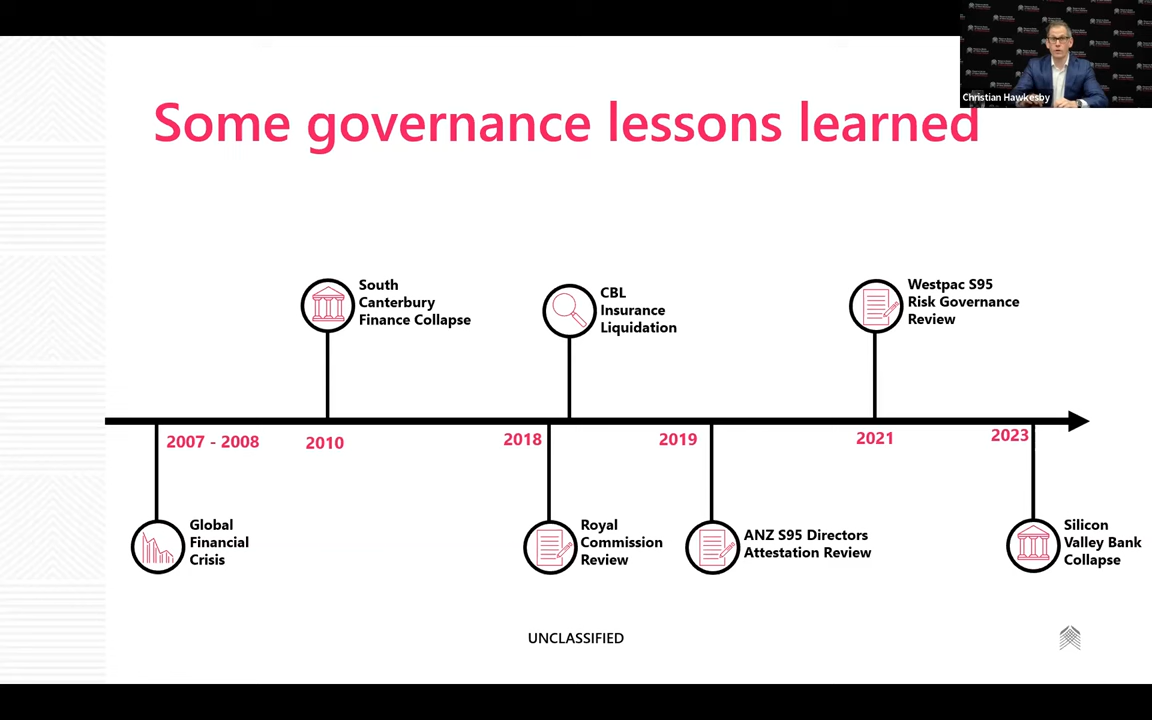 Christian Hawkesby
Some governance lessons learned
South
Canterbury
Finance Collapse
CBL
Insurance
Liquidation
Westpac S95
Risk Governance
Review
2007 - 2008
2010
2018
2019
2021
2023
Global
Financial
Crisis
Royal
Commission
Review
ANZ S95 Directors
Attestation Review
Silicon
Valley Bank
Collapse
UNCLASSIFIED